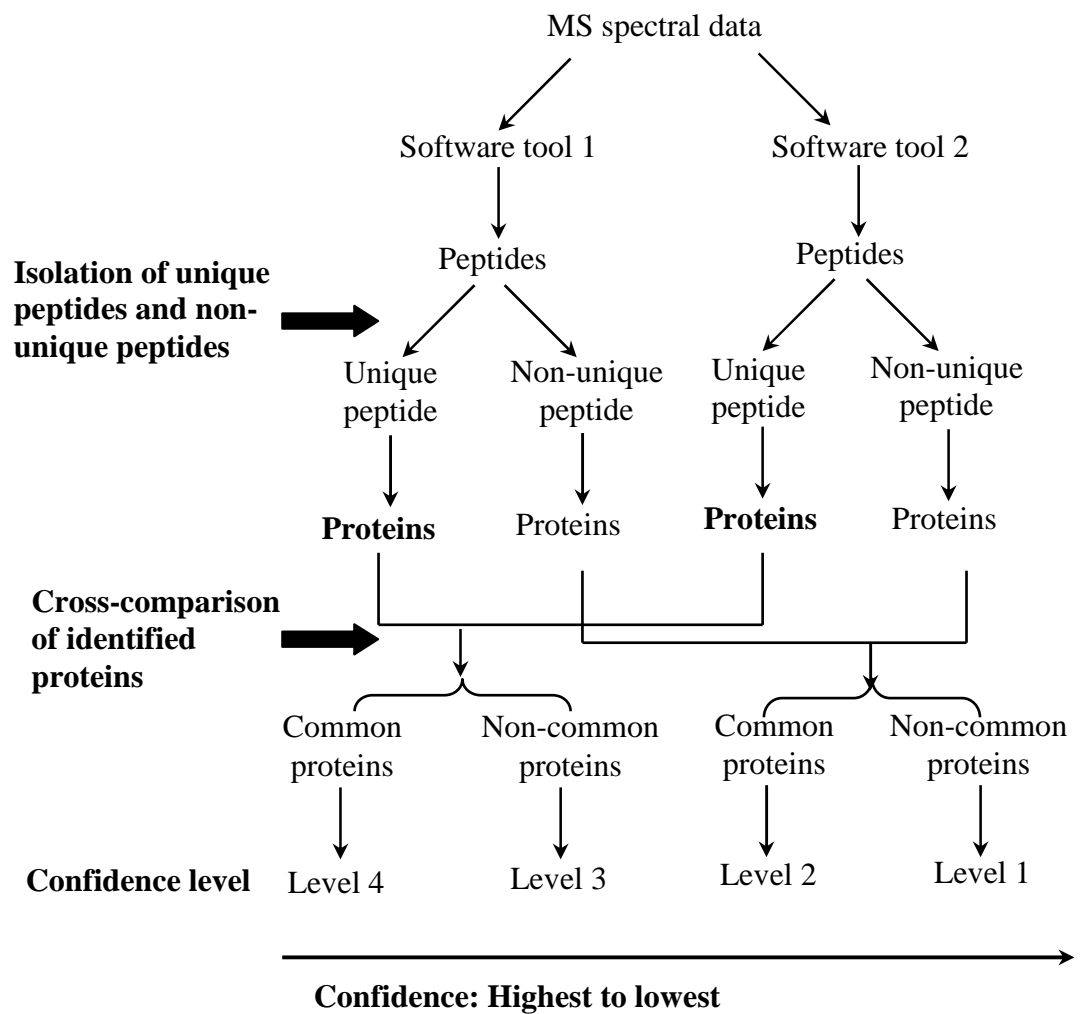 MS spectral data
Software tool 1
Software tool 2
Peptides
Peptides
Isolation of unique
peptides and non-
unique peptides
Unique
peptide
Non-unique
peptide
Unique
peptide
Non-unique
peptide
Proteins
Proteins
Proteins
Proteins
Cross-comparison
of identified
proteins
Common
proteins
Non-common
proteins
Common
proteins
Non-common
proteins
Confidence level
Level 4
Level 3
Level 2
Level 1
Confidence: Highest to lowest